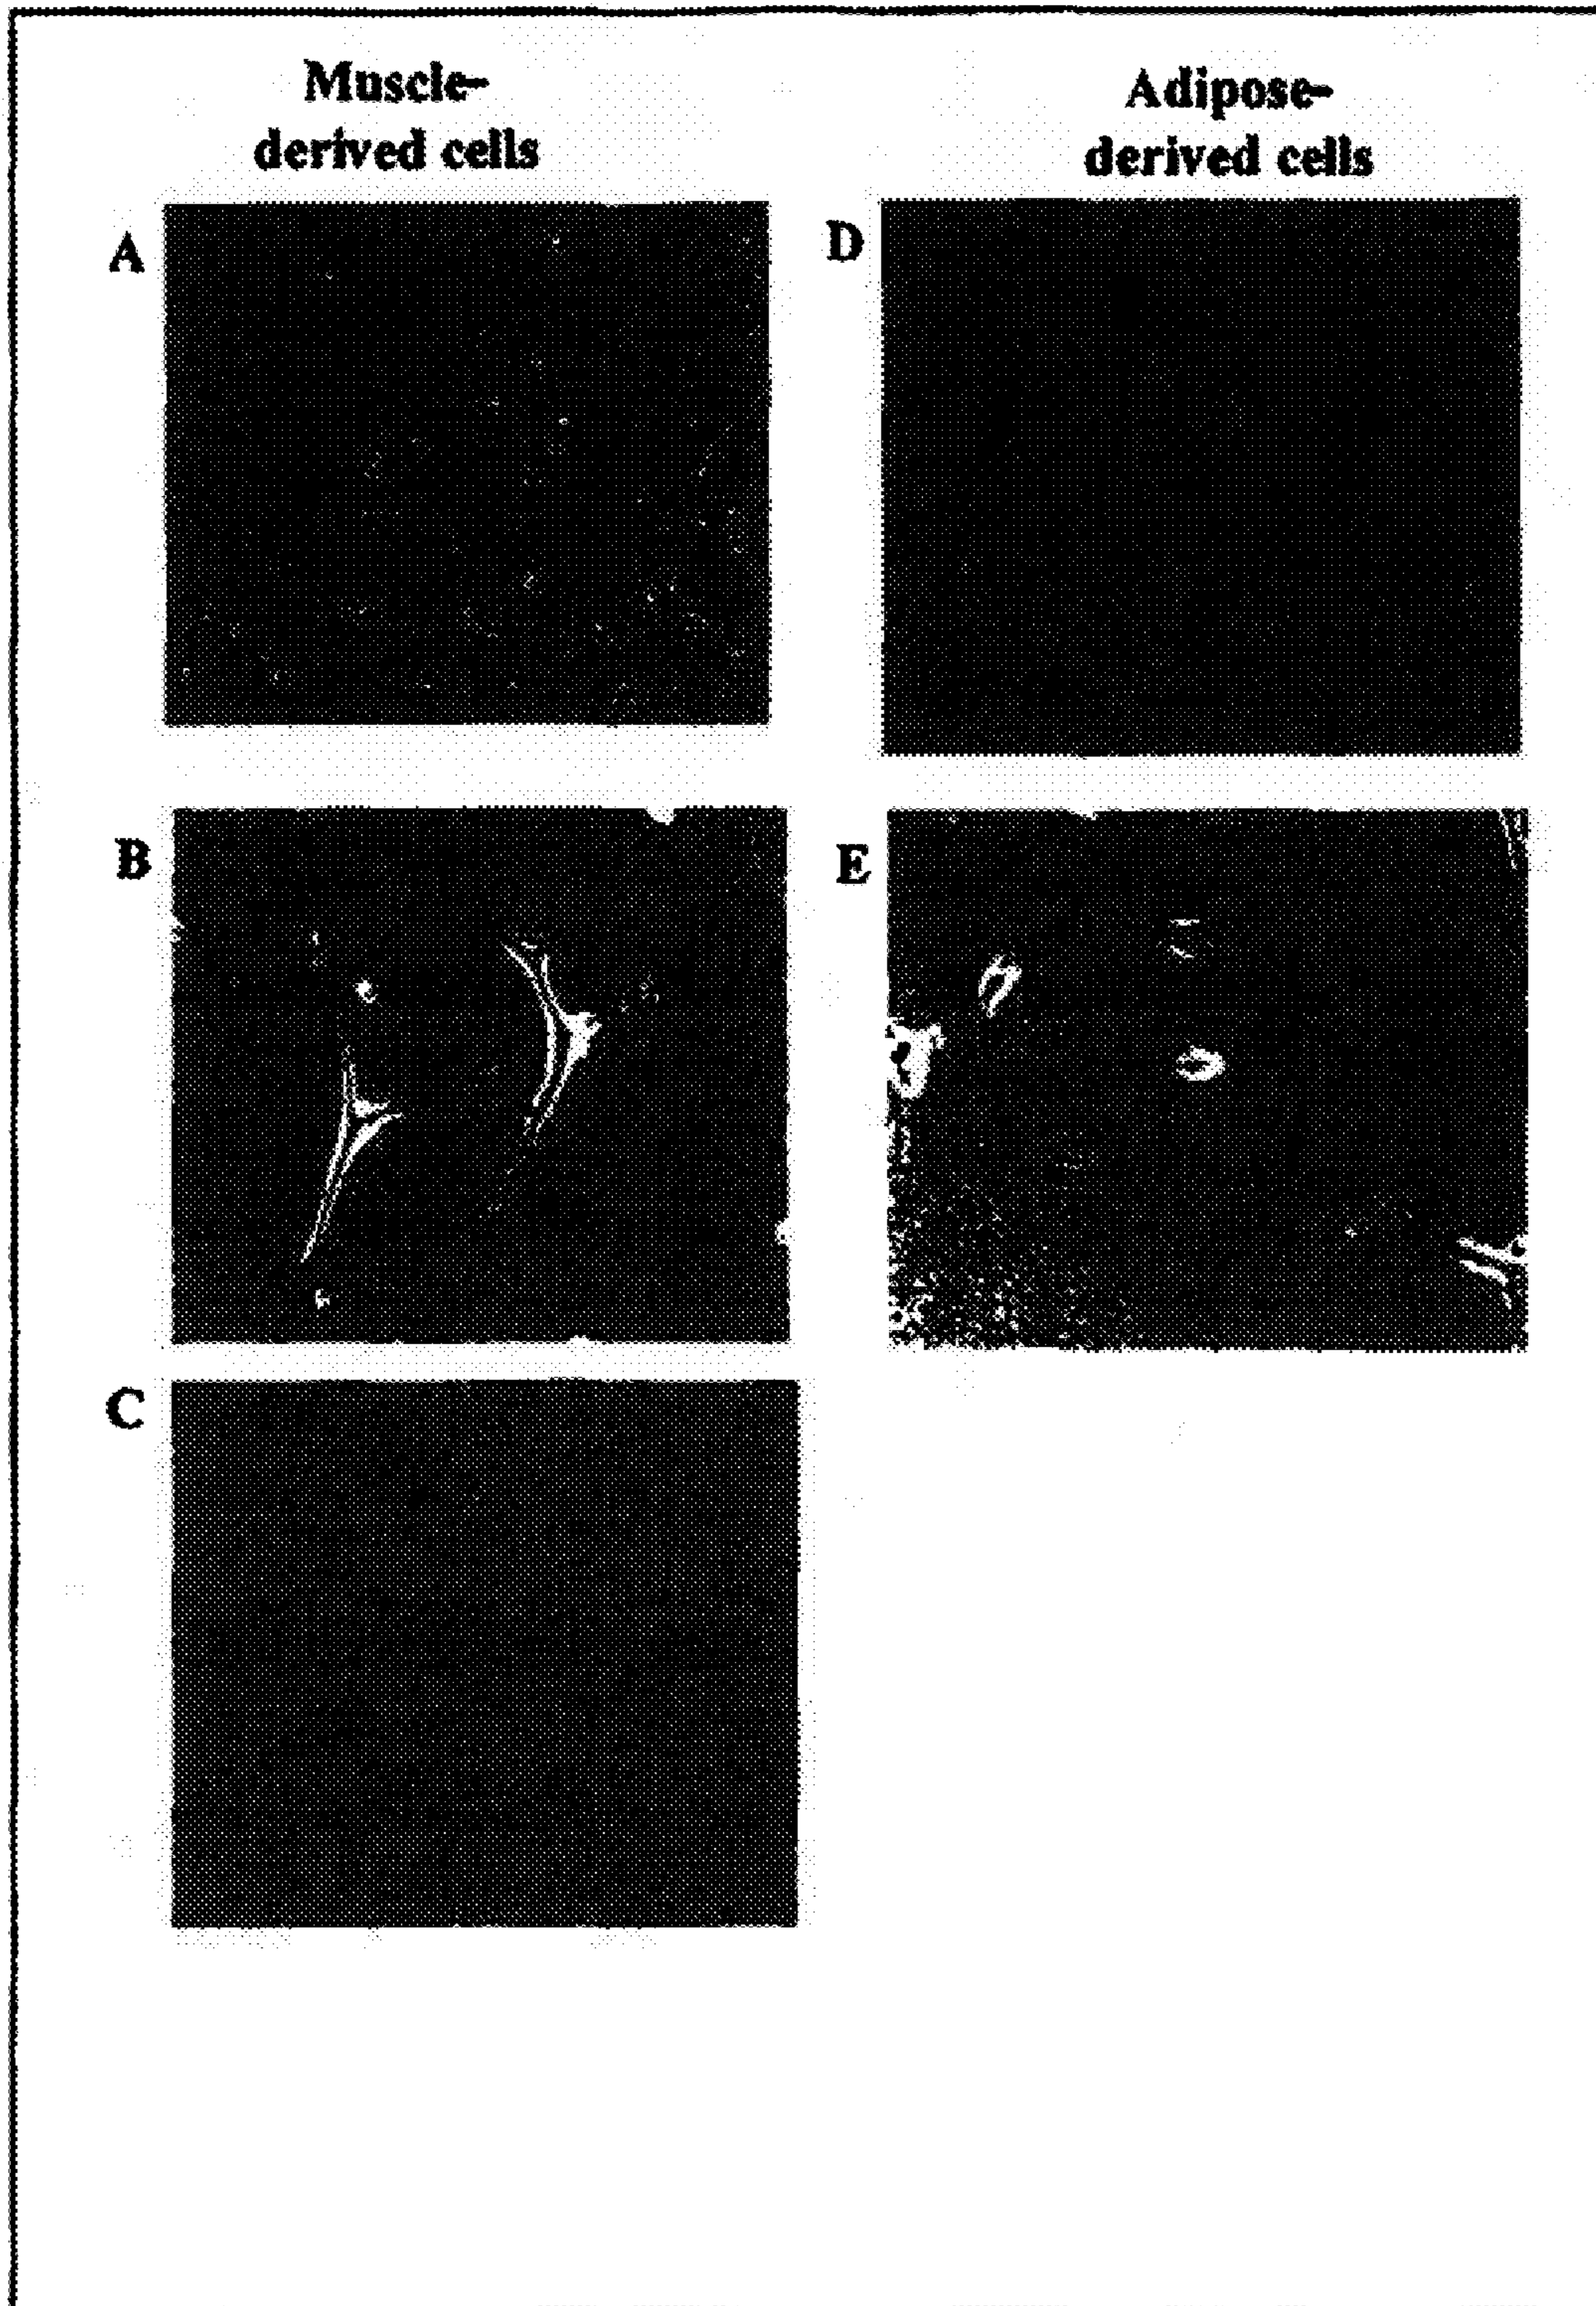 Muscle-
derived cells
Adipose-
derived cells
A
D
B
E
C